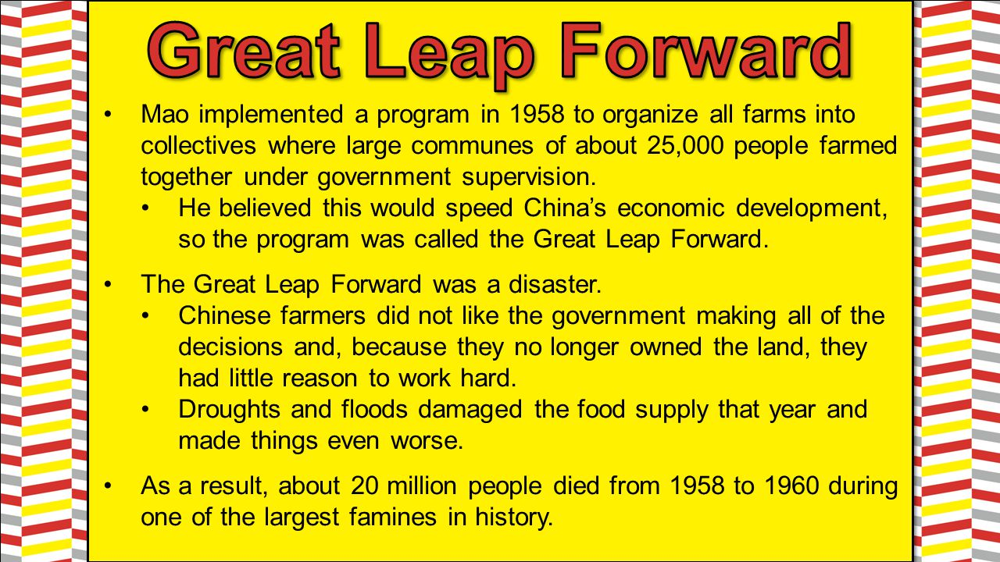 Great Leap Forward
• Mao implemented a program in 1958 to organize all farms into
collectives where large communes of about 25,000 people farmed
together under government supervision.
• He believed this would speed China’s economic development,
so the program was called the Great Leap Forward.
• The Great Leap Forward was a disaster.
• Chinese farmers did not like the government making all of the
decisions and, because they no longer owned the land, they
had little reason to work hard.
• Droughts and floods damaged the food supply that year and
made things even worse.
• As a result, about 20 million people died from 1958 to 1960 during
one of the largest famines in history.